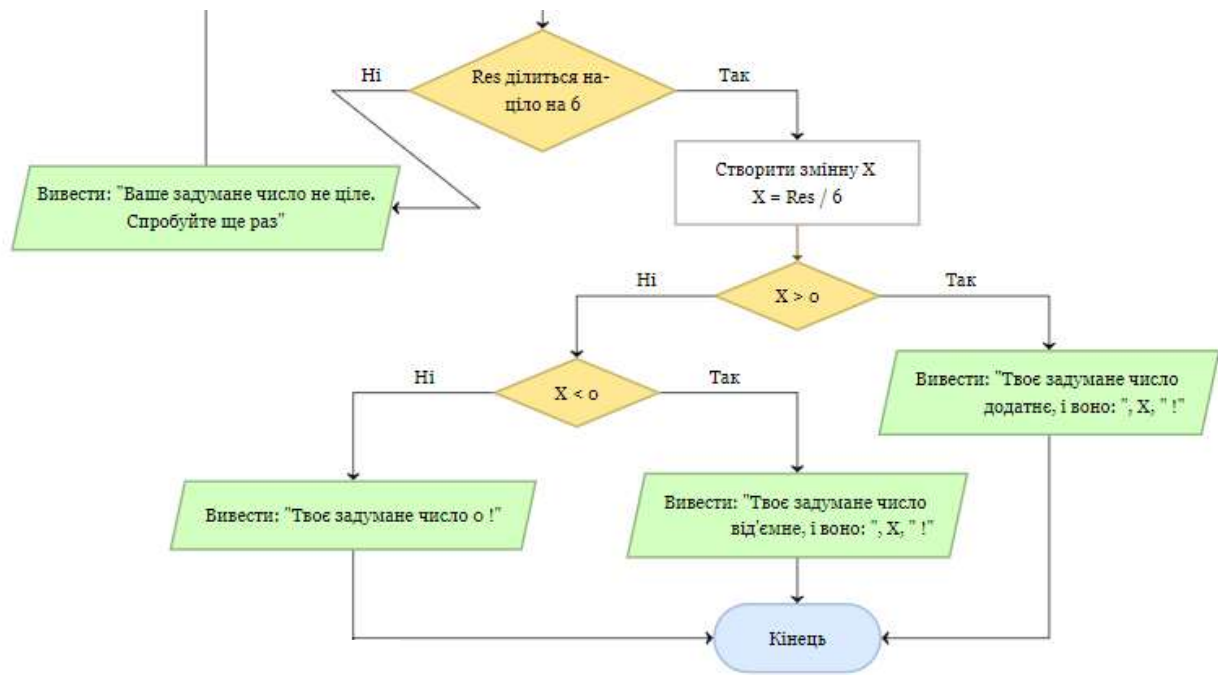 Ні
Res ділиться на-
ціло на 6
Так
Створити змінну X
X = Res / 6
Вивести: "Ваше задумане число не ціле.
Спробуйте ще раз"
Ні
X > 0
Так
Ні
X < 0
Так
Вивести: "Твоє задумане число
додатнє, і воно: ", X, " !"
Вивести: "Твоє задумане число 0 !"
Вивести: "Твоє задумане число
від'ємне, і воно: ", X, " !"
Кінець